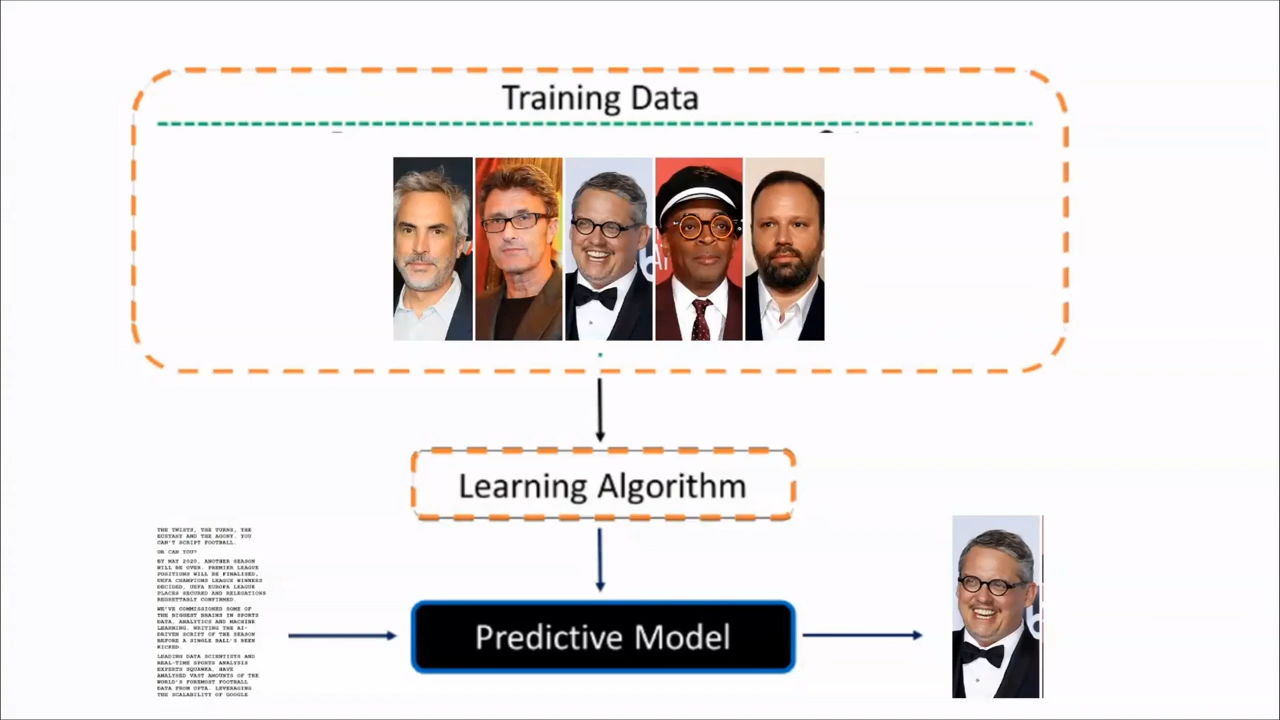 Training Data
Learning Algorithm
THE TWISTS, THE TURNS, THE
ECSTASY AND THE AGONY. YOU
CAN'T SCRIPT FOOTBALL.
OR CAN YOU?
BY MAY 2020, ANOTHER SEASON
WILL BE OVER. PREMIER LEAGUE
POSITIONS WILL BE FINALISED,
UEFA CHAMPIONS LEAGUE WINNERS
DECIDED, UEFA EUROPA LEAGUE
PLACES SECURED AND RELEGATIONS
REGRETTABLY CONFIRMED.
WE'VE COMMISSIONED SOME OF
THE BIGGEST BRAINS IN SPORTS
DATA, ANALYTICS AND MACHINE
LEARNING. WRITING THE AI-
DRIVEN SCRIPT OF THE SEASON
BEFORE A SINGLE BALL'S BEEN
KICKED.
LEADING DATA SCIENTISTS AND
REAL-TIME SPORTS ANALYSIS
EXPERTS SQUAWKA, HAVE
ANALYSED VAST AMOUNTS OF THE
WORLD'S FOREMOST FOOTBALL
DATA FROM OPTA. LEVERAGING
THE SCALABILITY OF GOOGLE
Predictive Model